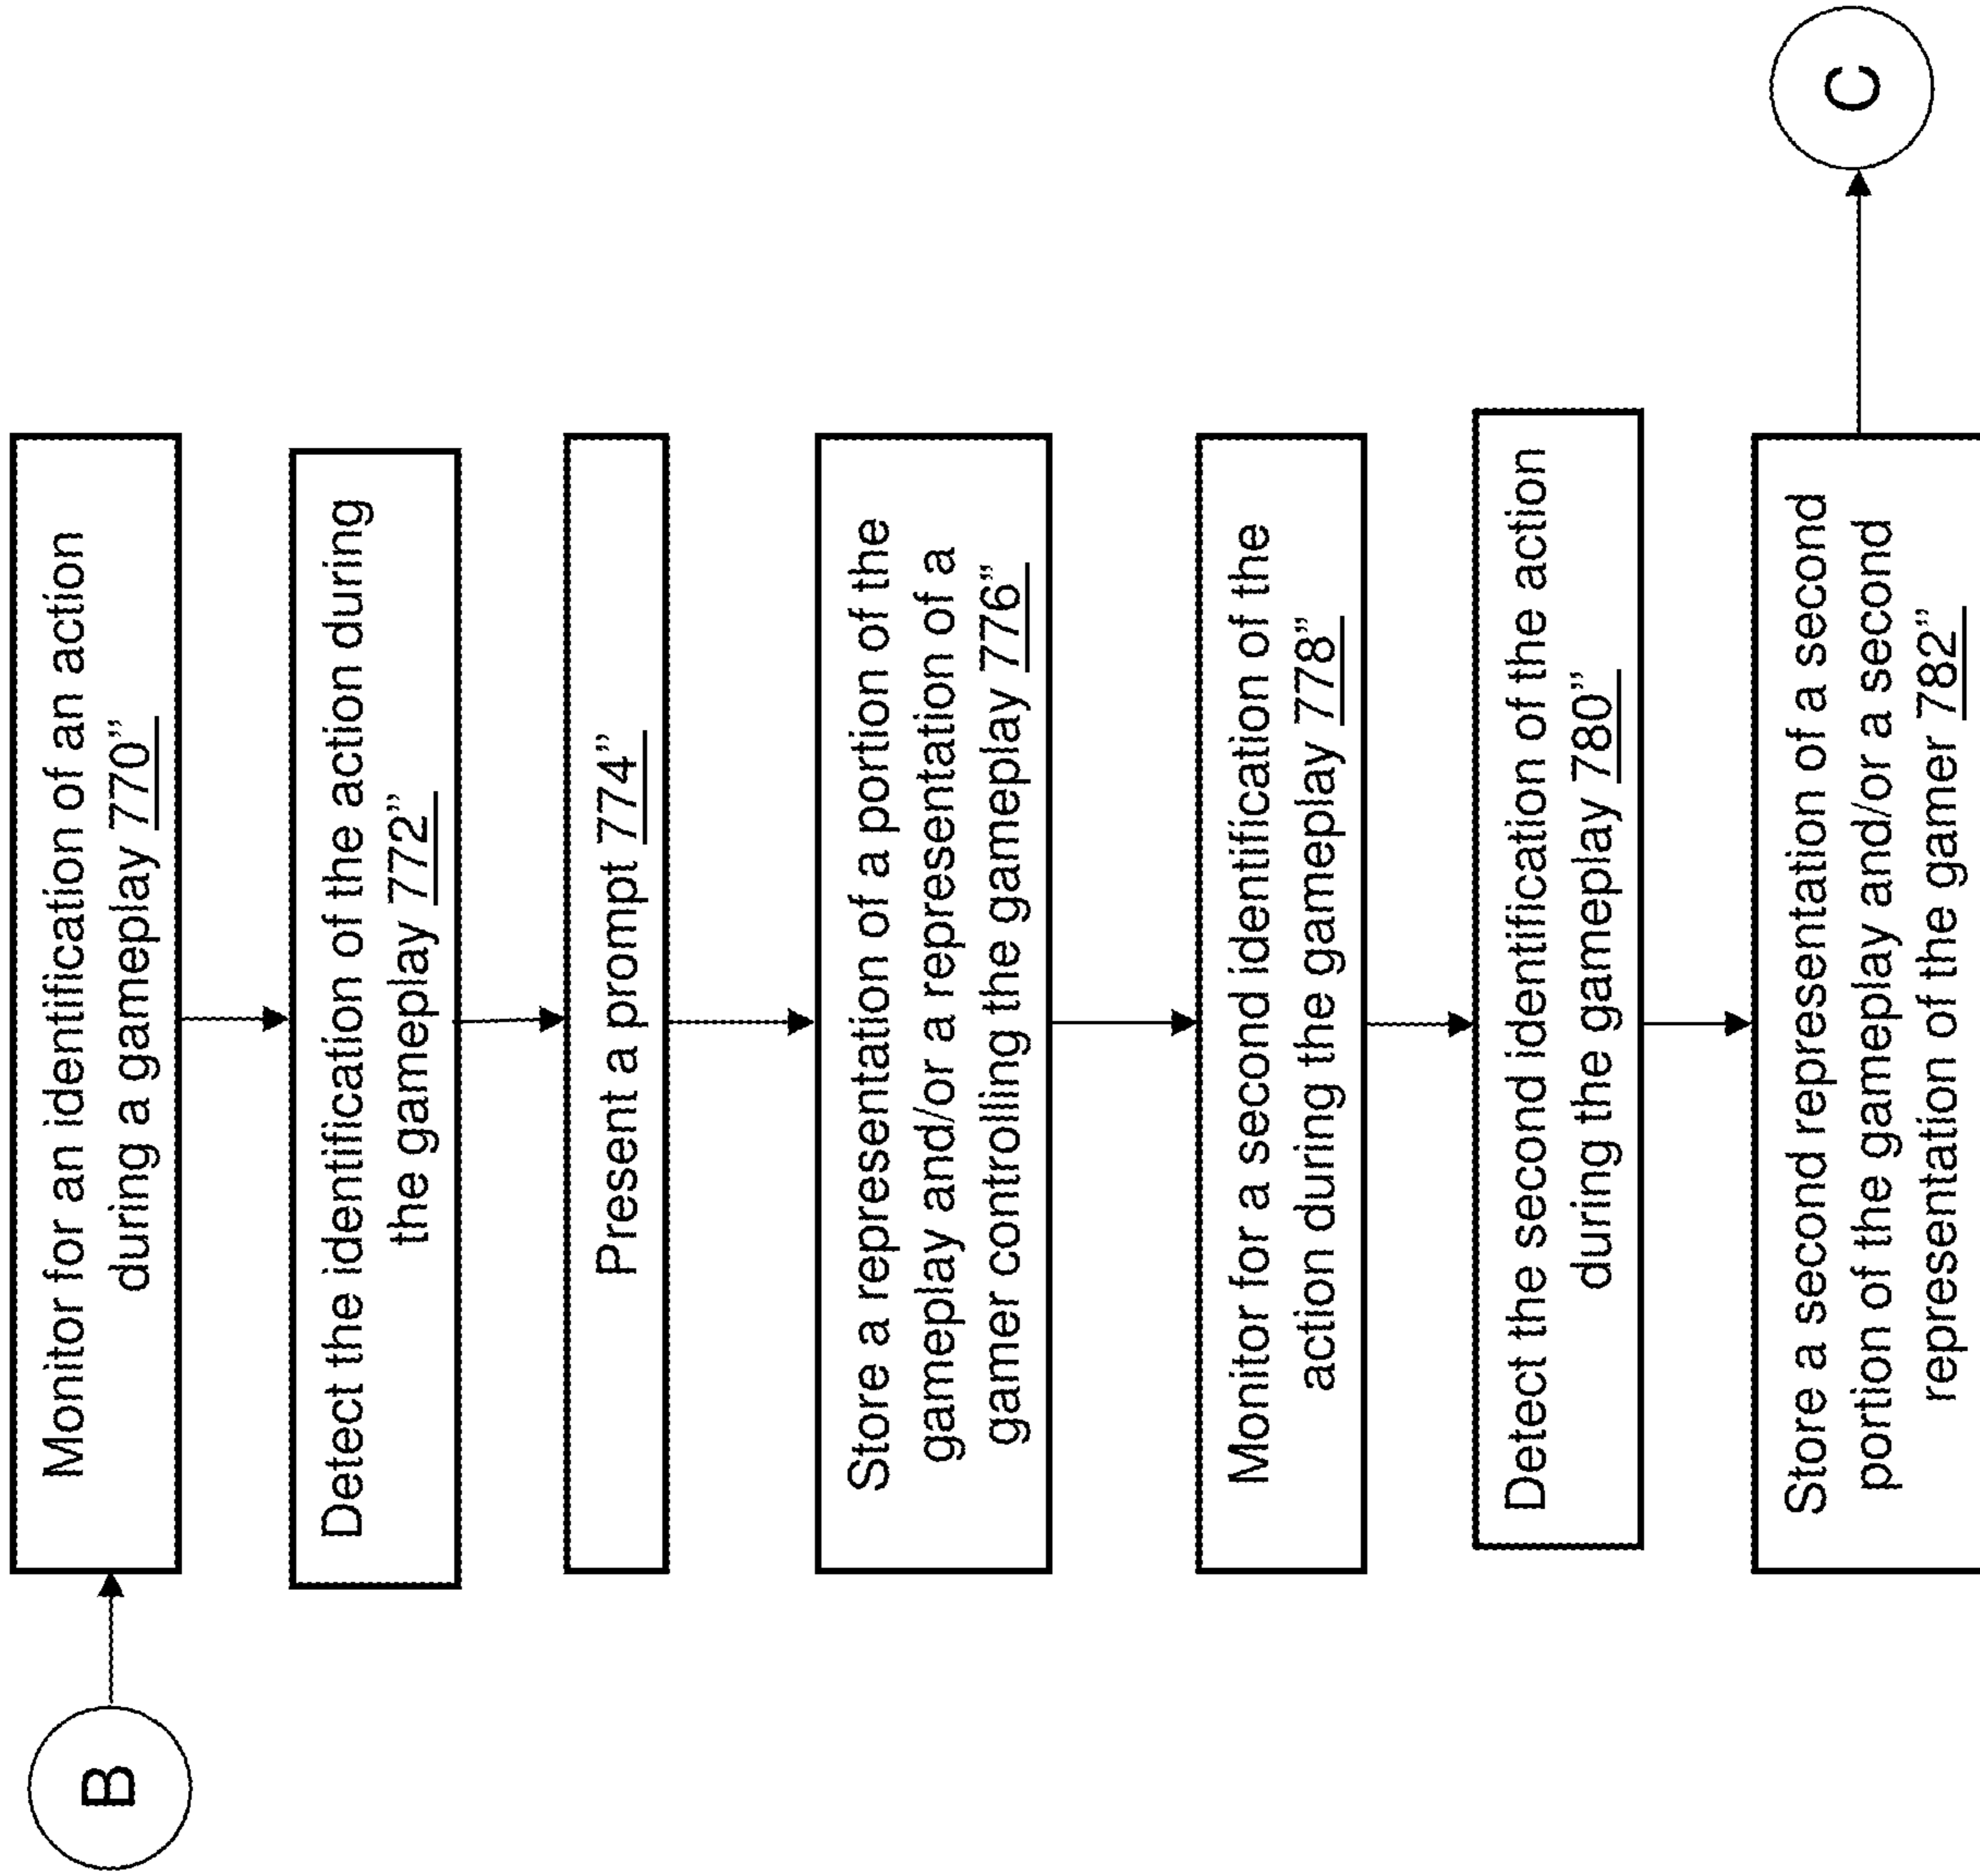 B
Monitor for an identification of an action
during a gameplay 770”
Detect the identification of the action during
the gameplay 772”
Present a prompt 774”
Store a representation of a portion of the
gameplay and/or a representation of a
gamer controlling the gameplay 776”
Monitor for a second identification of the
action during the gameplay 778”
Detect the second identification of the action
during the gameplay 780”
Store a second representation of a second
portion of the gameplay and/or a second
representation of the gamer 782”
C